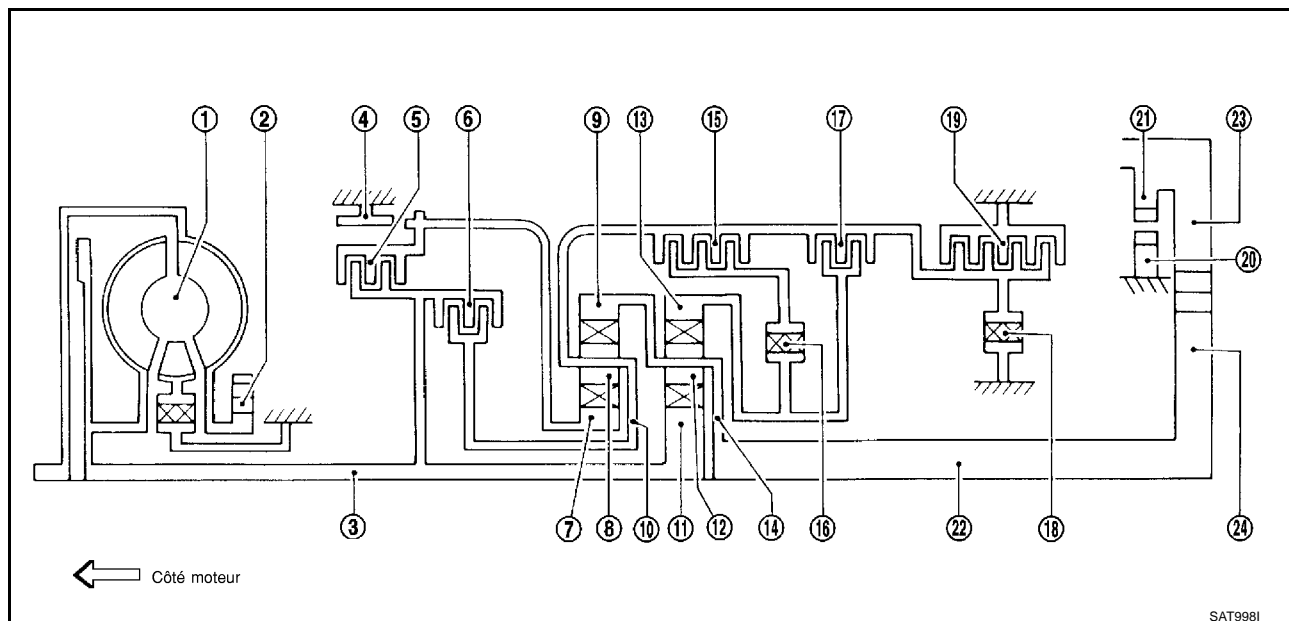 ① ② ④ ⑤ ⑥ ⑨ ⑬ ⑮ ⑰ ⑲ ㉑ ㉓
⑳
③ ⑦ ⑧ ⑩ ⑪ ⑫ ⑭ ⑯ ㉒ ⑱ ㉔
Côté moteur
SAT998I